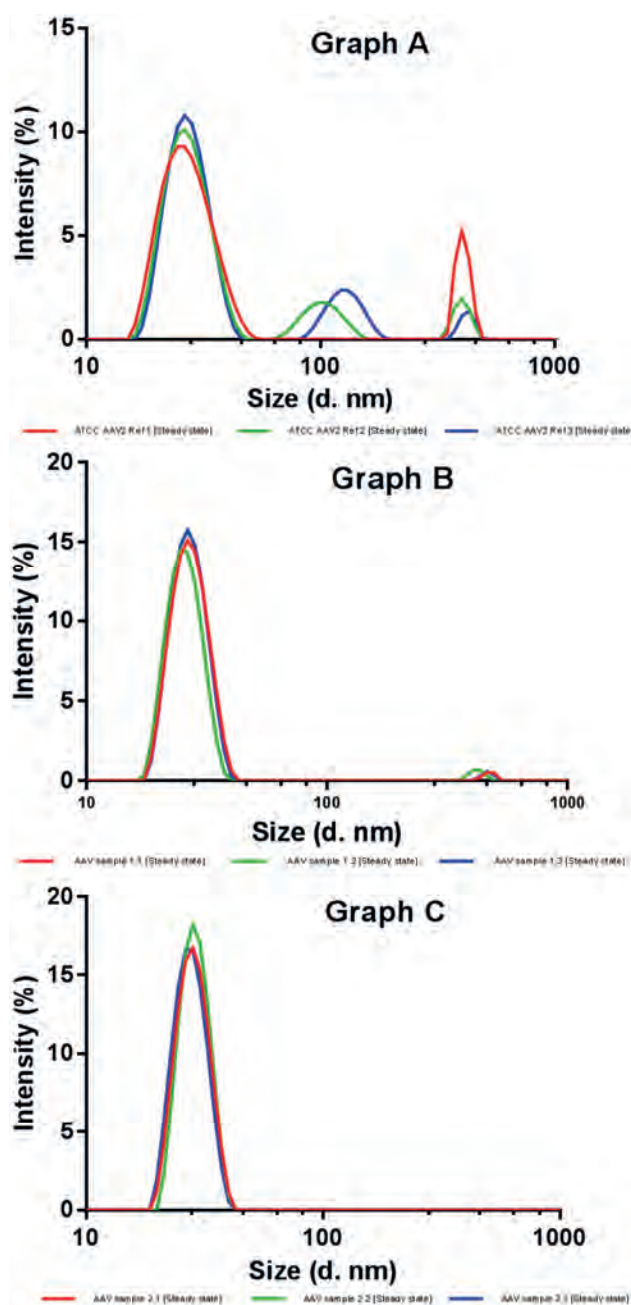 Graph A
15
10
5
0
Intensity (%)
10 100 1000
Size (d. nm)
ATCC AAV2 Ref 1 (Steady state) ATCC AAV2 Ref 2 (Steady state) ATCC AAV2 Ref 3 (Steady state)
Graph B
20
15
10
5
0
Intensity (%)
10 100 1000
Size (d. nm)
AAV sample 1.1 (Steady state) AAV sample 1.2 (Steady state) AAV sample 1.3 (Steady state)
Graph C
20
15
10
5
0
Intensity (%)
10 100 1000
Size (d. nm)
AAV sample 2.1 (Steady state) AAV sample 2.2 (Steady state) AAV sample (Steady state)